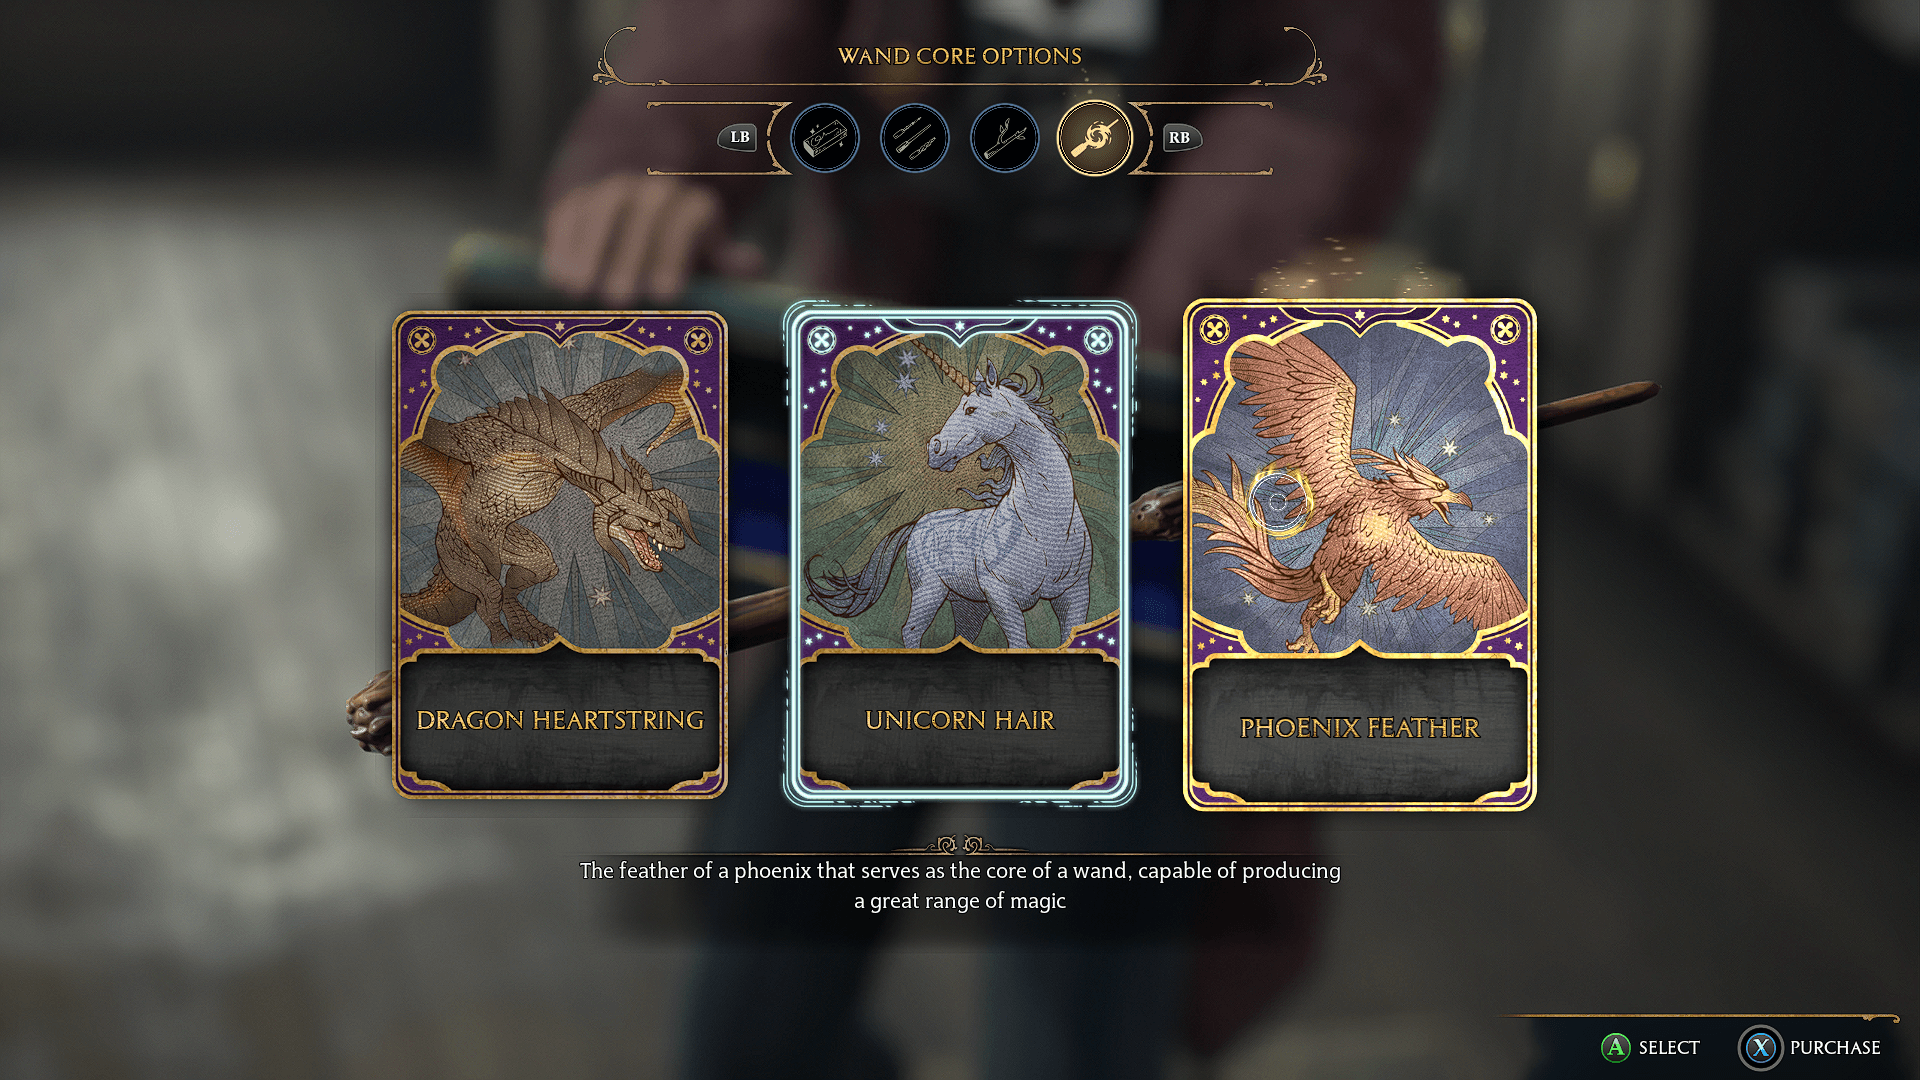 WAND CORE OPTIONS
LB
RB
DRAGON HEARTSTRING
UNICORN HAIR
PHOENIX FEATHER
The feather of a phoenix that serves as the core of a wand, capable of producing
a great range of magic
A SELECT
X PURCHASE